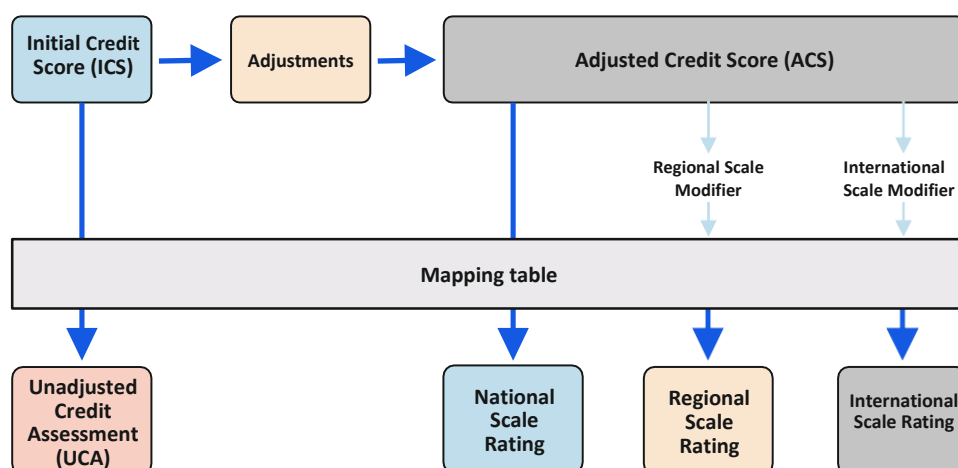 Initial Credit
Score (ICS)
Adjustments
Adjusted Credit Score (ACS)
Regional Scale
Modifier
International
Scale Modifier
Mapping table
Unadjusted
Credit
Assessment
(UCA)
National
Scale
Rating
Regional
Scale
Rating
International
Scale Rating